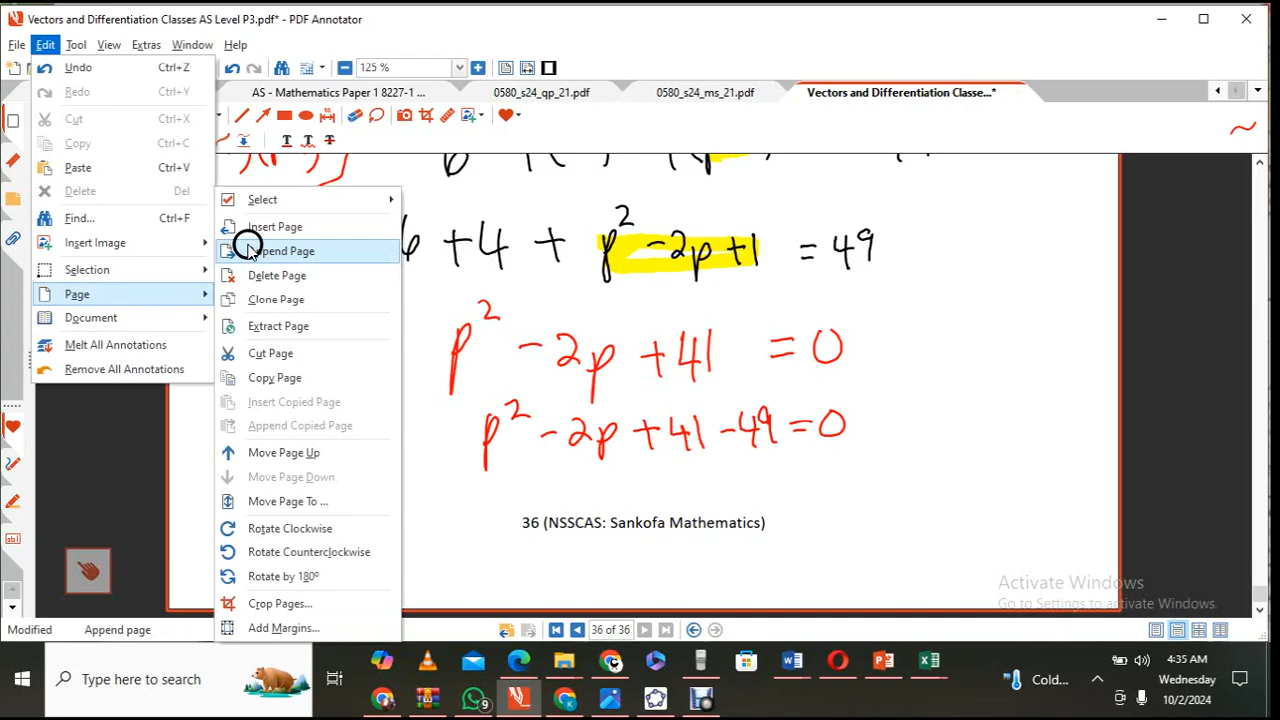 Vectors and Differentiation Classes AS Level P3.pdf* - PDF Annotator
File Edit Tool View Extras Window Help
Undo Ctrl+Z
Redo Ctrl+Y
Cut Ctrl+X
Copy Ctrl+C
Paste Ctrl+V
Delete Del
Find... Ctrl+F
Insert Image
Selection
Page
Document
Melt All Annotations
Remove All Annotations
125 %
AS - Mathematics Paper 1 8227-1 ... 0580_s24_qp_21.pdf 0580_s24_ms_21.pdf Vectors and Differentiation Classe...*
Select
Insert Page
pend Page
Delete Page
Clone Page
Extract Page
Cut Page
Copy Page
Insert Copied Page
Append Copied Page
Move Page Up
Move Page Down
Move Page To ...
Rotate Clockwise
Rotate Counterclockwise
Rotate by 180º
Crop Pages...
Add Margins...
+4 + p² -2p +1 = 49
p² -2p +41 = 0
p² -2p +41 -49 = 0
36 (NSSCAS: Sankofa Mathematics)
Activate Windows
Go to Settings to activate Windows.
Modified Append page 36 of 36
Type here to search
Cold...
4:35 AM
Wednesday
10/2/2024
9